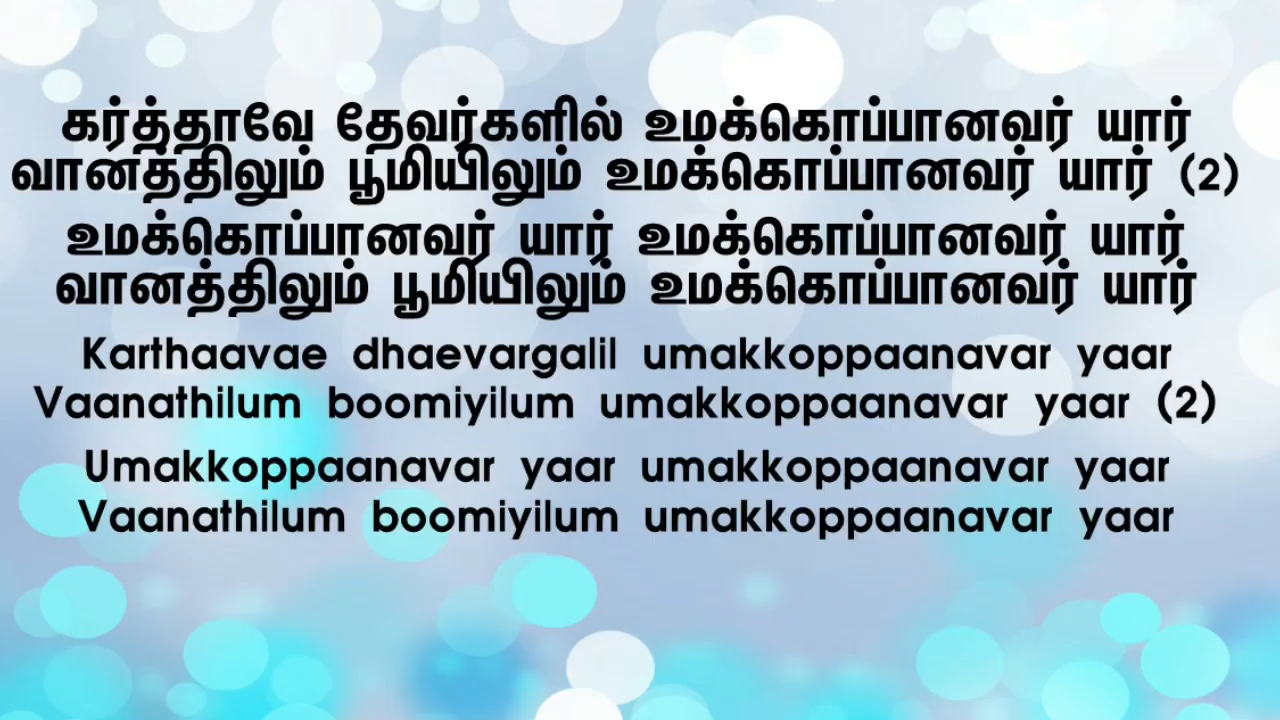 கர்த்தாவே தேவர்களில் உமக்கொப்பானவர் யார்
வானத்திலும் பூமியிலும் உமக்கொப்பானவர் யார் (2)
உமக்கொப்பானவர் யார் உமக்கொப்பானவர் யார்
வானத்திலும் பூமியிலும் உமக்கொப்பானவர் யார்
Karthaavae dhaevargalil umakkoppaanavar yaar
Vaanathilum boomiyilum umakkoppaanavar yaar (2)
Umakkoppaanavar yaar umakkoppaanavar yaar
Vaanathilum boomiyilum umakkoppaanavar yaar